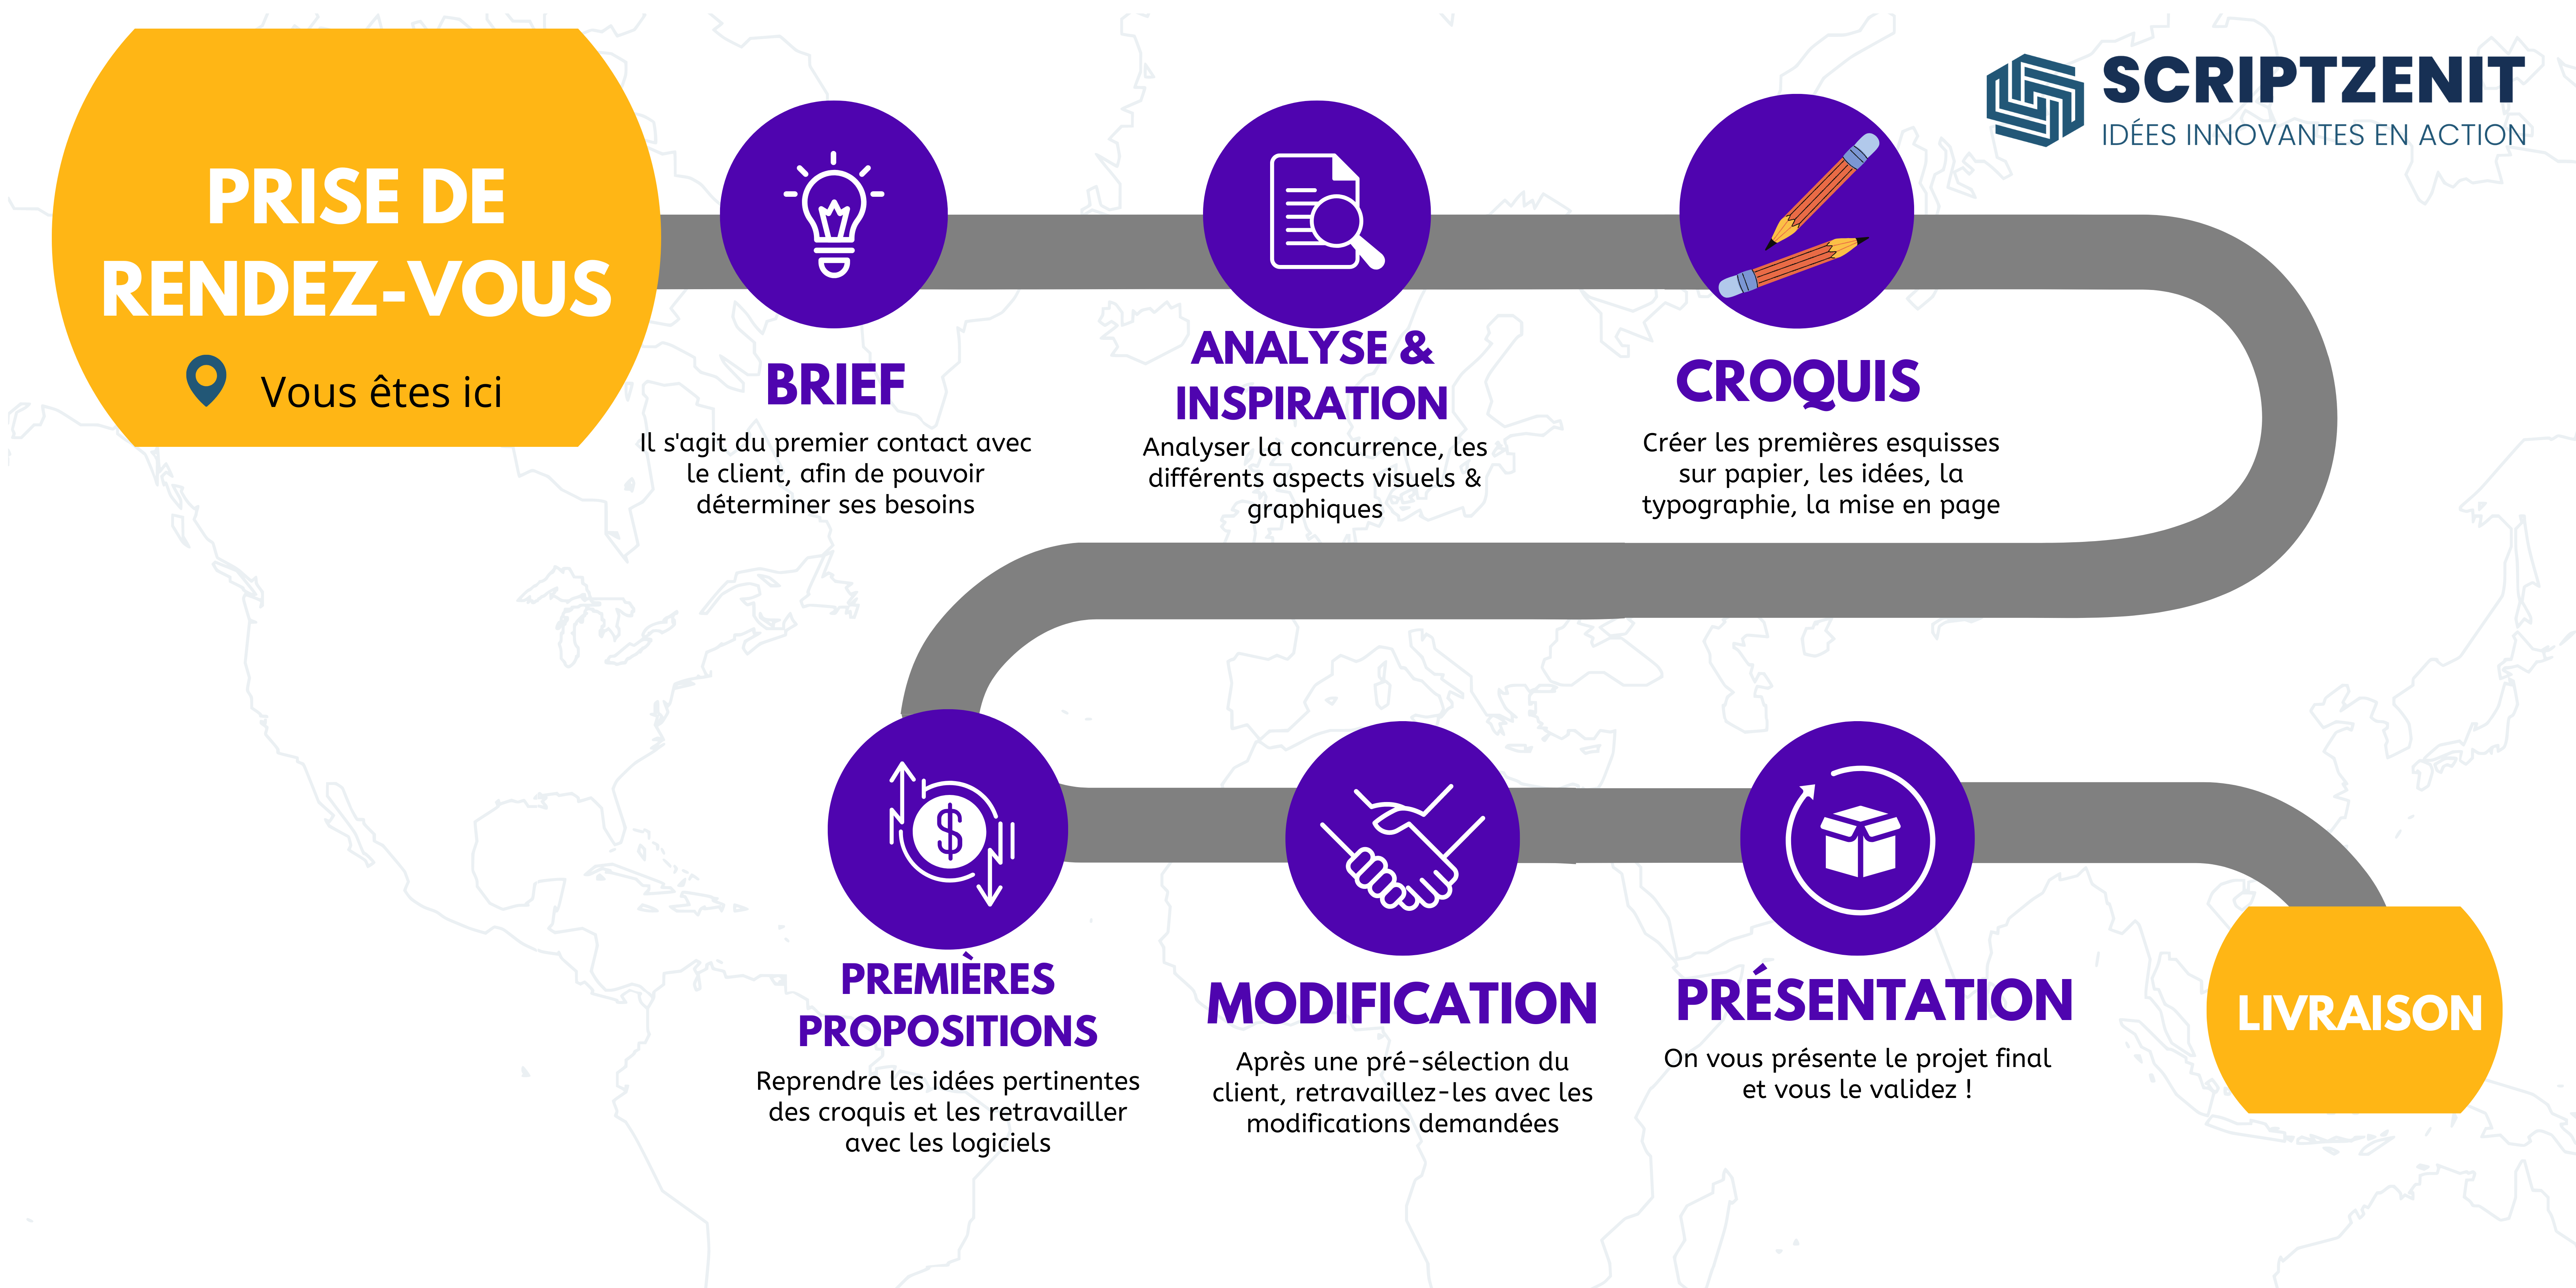 PRISE DE
RENDEZ-VOUS
Vous êtes ici
SCRIPTZENIT
IDÉES INNOVANTES EN ACTION
BRIEF
Il s'agit du premier contact avec
le client, afin de pouvoir
déterminer ses besoins
ANALYSE &
INSPIRATION
Analyser la concurrence, les
différents aspects visuels &
graphiques
CROQUIS
Créer les premières esquisses
sur papier, les idées, la
typographie, la mise en page
$
PREMIÈRES
PROPOSITIONS
Reprendre les idées pertinentes
des croquis et les retravailler
avec les logiciels
MODIFICATION
Après une pré-sélection du
client, retravaillez-les avec les
modifications demandées
PRÉSENTATION
On vous présente le projet final
et vous le validez !
LIVRAISON